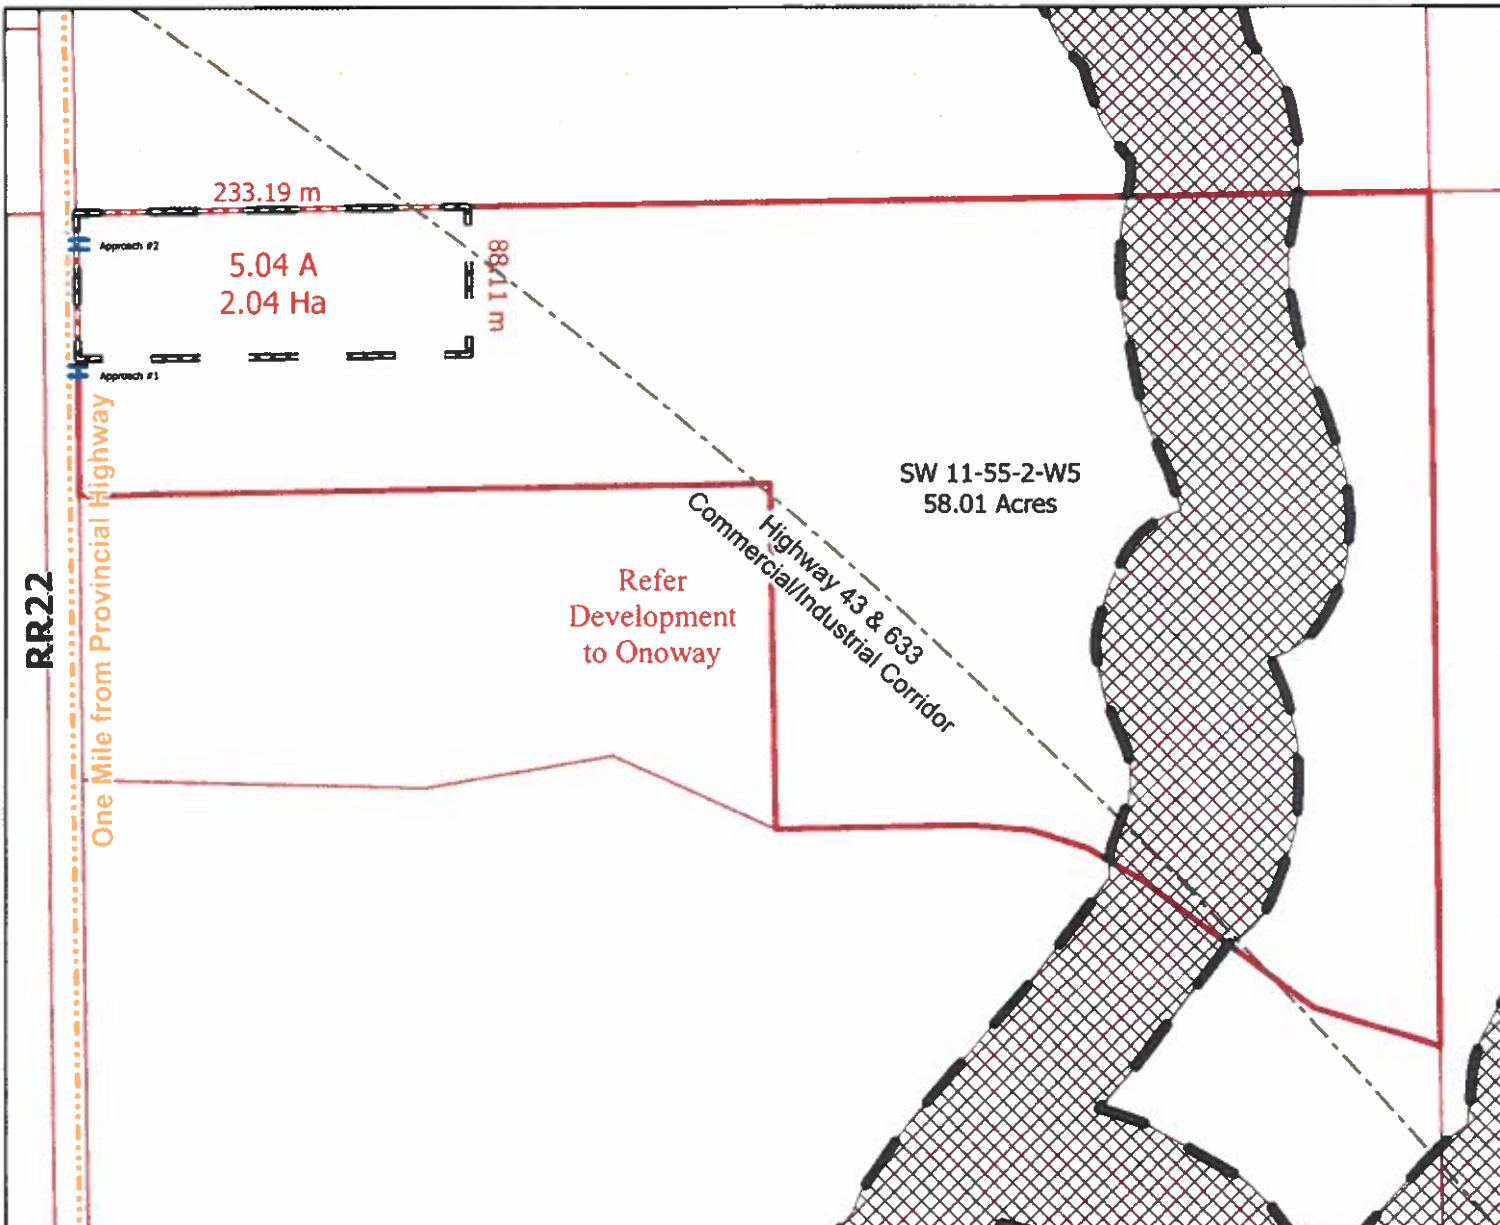 233.19 m
Approach #2
5.04 A
2.04 Ha
88.11 m
Approach #1
One Mile from Provincial Highway
RR22
SW 11-55-2-W5
58.01 Acres
Highway 43 & 633
Commercial/Industrial Corridor
Refer
Development
to Onoway